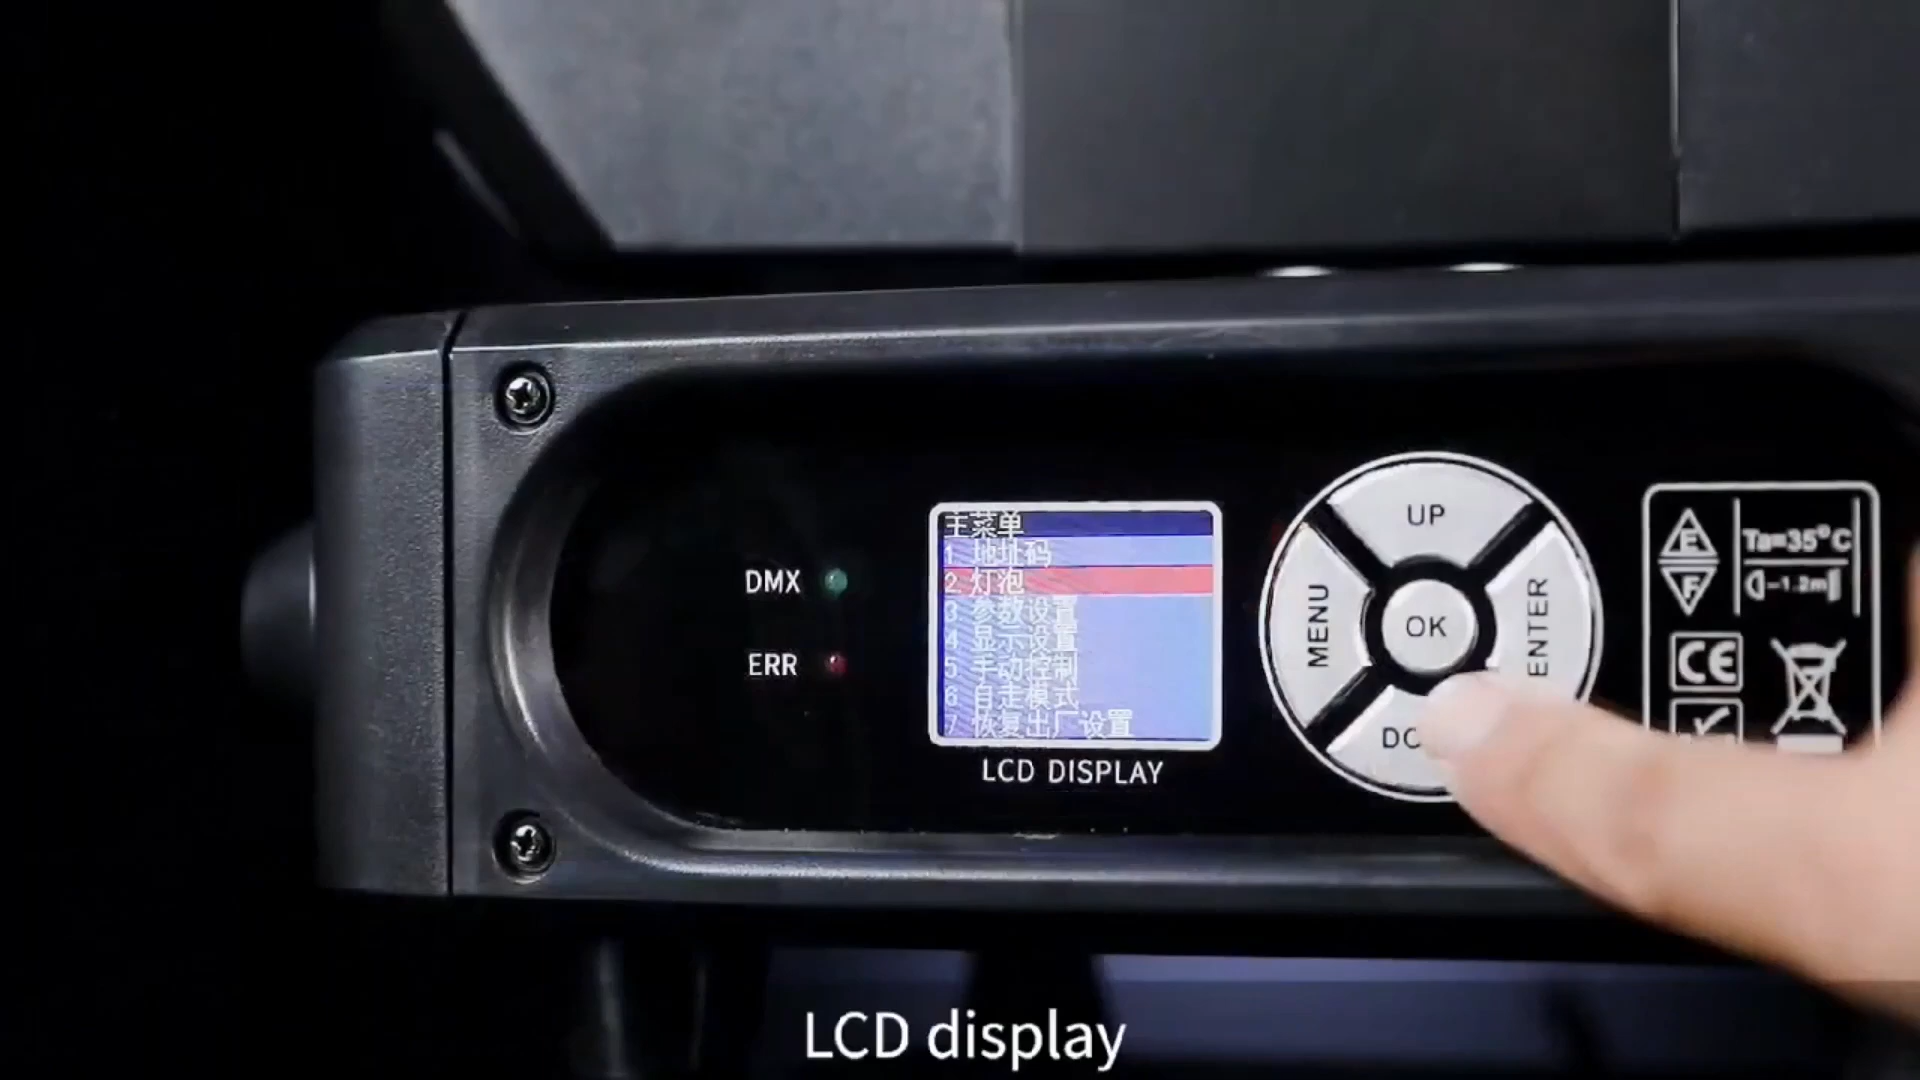 主菜单
1 地址码
2 灯泡
3 参数设置
4 显示设置
5 手动控制
6 自走模式
7 恢复出厂设置
DMX
ERR
LCD DISPLAY
UP
MENU
OK
ENTER
E
F
Ta=35°C
-1.2m
CE
LCD display